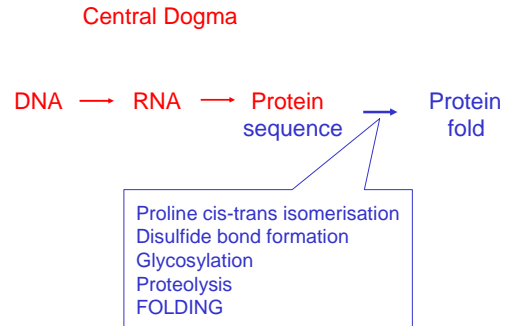 Central Dogma
DNA → RNA → Protein → Protein
sequence fold
Proline cis-trans isomerisation
Disulfide bond formation
Glycosylation
Proteolysis
FOLDING